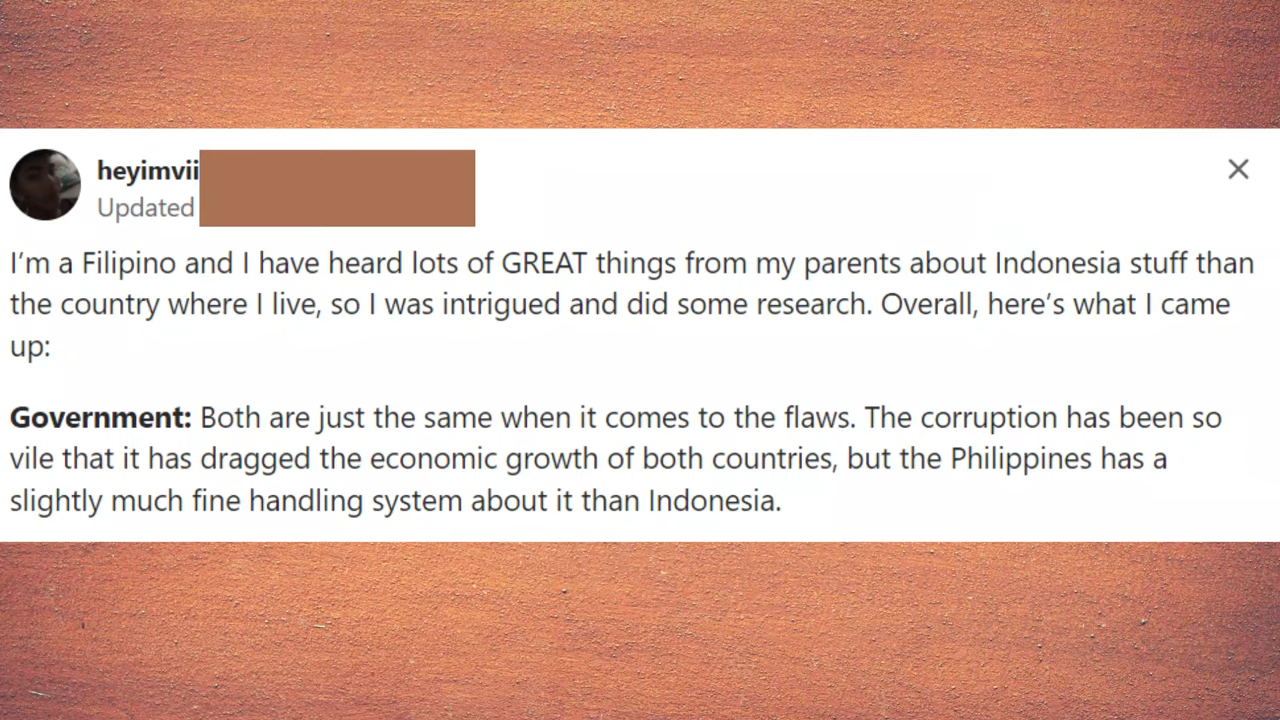 heyimvii
Updated
I’m a Filipino and I have heard lots of GREAT things from my parents about Indonesia stuff than
the country where I live, so I was intrigued and did some research. Overall, here’s what I came
up:
Government: Both are just the same when it comes to the flaws. The corruption has been so
vile that it has dragged the economic growth of both countries, but the Philippines has a
slightly much fine handling system about it than Indonesia.